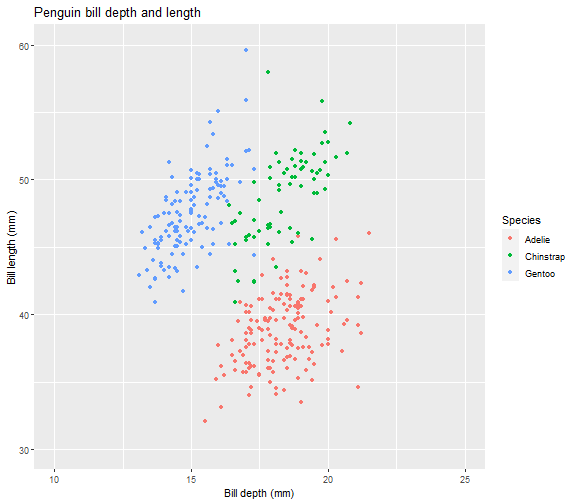 Penguin bill depth and length
60
50
40
30
Bill length (mm)
10
15
20
25
Bill depth (mm)
Species
Adelie
Chinstrap
Gentoo